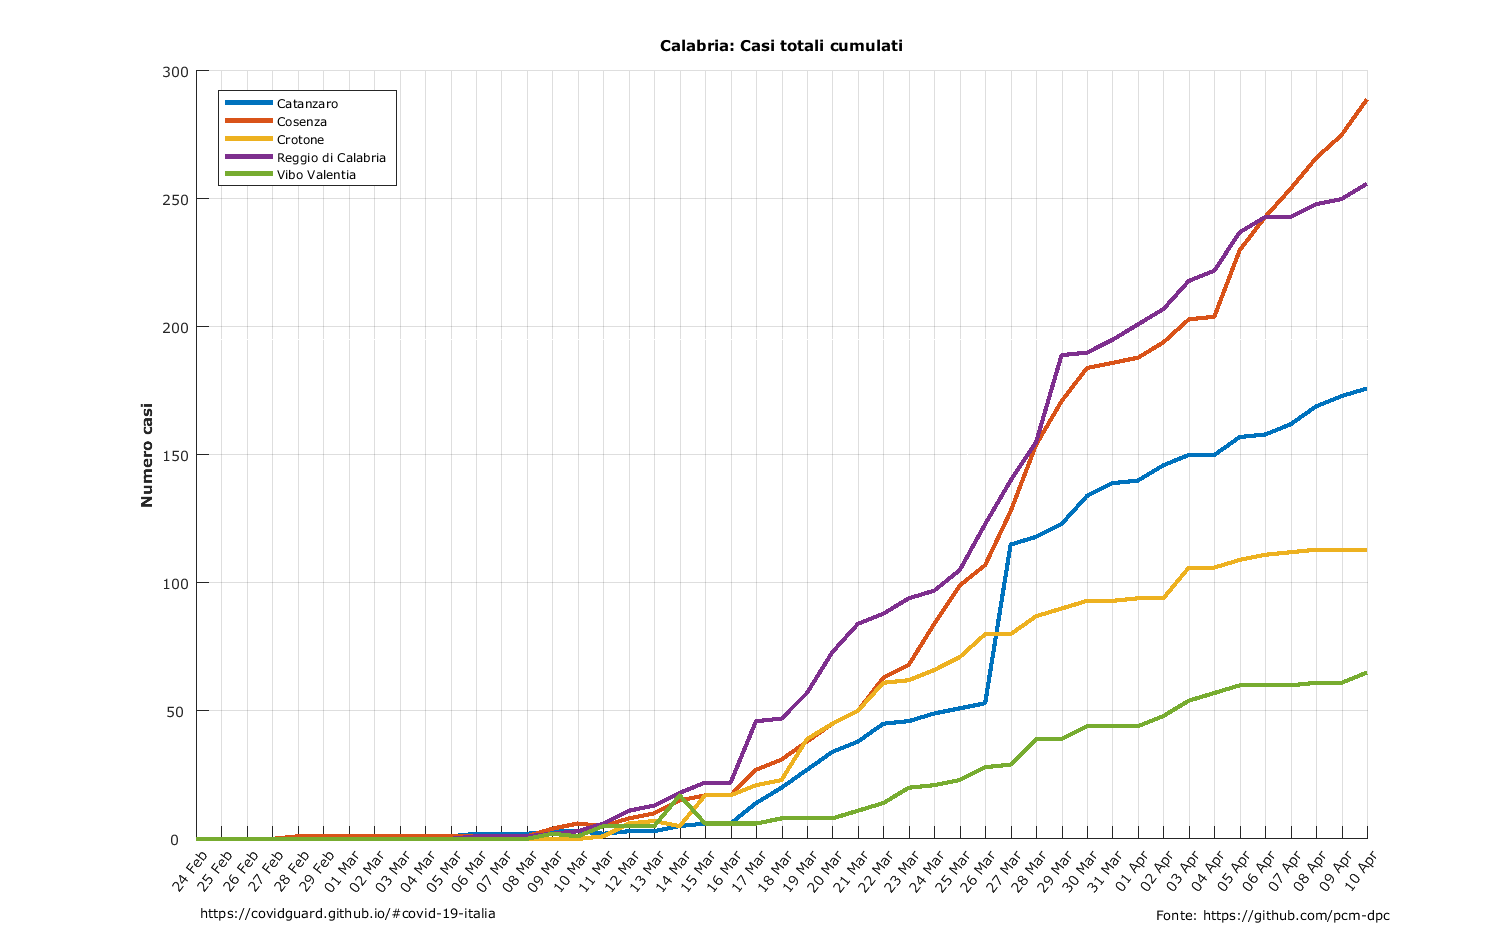 Calabria: Casi totali cumulati
300
250
200
150
100
50
0
Numero casi
Catanzaro
Cosenza
Crotone
Reggio di Calabria
Vibo Valentia
24 Feb
25 Feb
26 Feb
27 Feb
28 Feb
29 Feb
01 Mar
02 Mar
03 Mar
04 Mar
05 Mar
06 Mar
07 Mar
08 Mar
09 Mar
10 Mar
11 Mar
12 Mar
13 Mar
14 Mar
15 Mar
16 Mar
17 Mar
18 Mar
19 Mar
20 Mar
21 Mar
22 Mar
23 Mar
24 Mar
25 Mar
26 Mar
27 Mar
28 Mar
29 Mar
30 Mar
31 Mar
01 Apr
02 Apr
03 Apr
04 Apr
05 Apr
06 Apr
07 Apr
08 Apr
09 Apr
10 Apr
https://covidguard.github.io/#covid-19-italia
Fonte: https://github.com/pcm-dpc